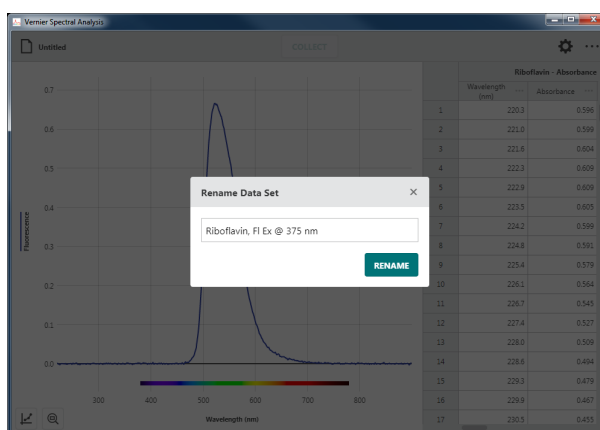 Vernier Spectral Analysis
Untitled
COLLECT
Riboflavin - Absorbance
Wavelength (nm) Absorbance
1 220.3 0.596
2 221.0 0.599
3 221.6 0.604
4 222.3 0.609
5 222.9 0.609
6 223.5 0.605
7 224.2 0.599
8 224.8 0.591
9 225.4 0.579
10 226.1 0.564
11 226.7 0.545
12 227.4 0.527
13 228.0 0.509
14 228.6 0.494
15 229.3 0.479
16 229.9 0.467
17 230.5 0.455
Fluorescence
0.7
0.6
0.5
0.4
0.3
0.2
0.1
0.0
300 400 500 600 700 800
Wavelength (nm)
Rename Data Set
Riboflavin, Fl Ex @ 375 nm
RENAME